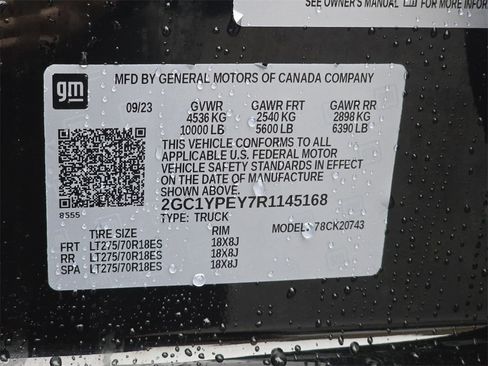 SEE OWNER'S MANUAL FOR MORE INFOR
gm
MFD BY GENERAL MOTORS OF CANADA COMPANY
09/23 GVWR GAWR FRT GAWR RR
4536 KG 2540 KG 2898 KG
10000 LB 5600 LB 6390 LB
THIS VEHICLE CONFORMS TO ALL
APPLICABLE U.S. FEDERAL MOTOR
VEHICLE SAFETY STANDARDS IN EFFECT
ON THE DATE OF MANUFACTURE
SHOWN ABOVE.
2GC1YPEY7R1145168
8555 TYPE: TRUCK MODEL: 78CK20743
TIRE SIZE RIM
FRT LT275/70R18ES 18X8J
RR LT275/70R18ES 18X8J
SPA LT275/70R18ES 18X8J